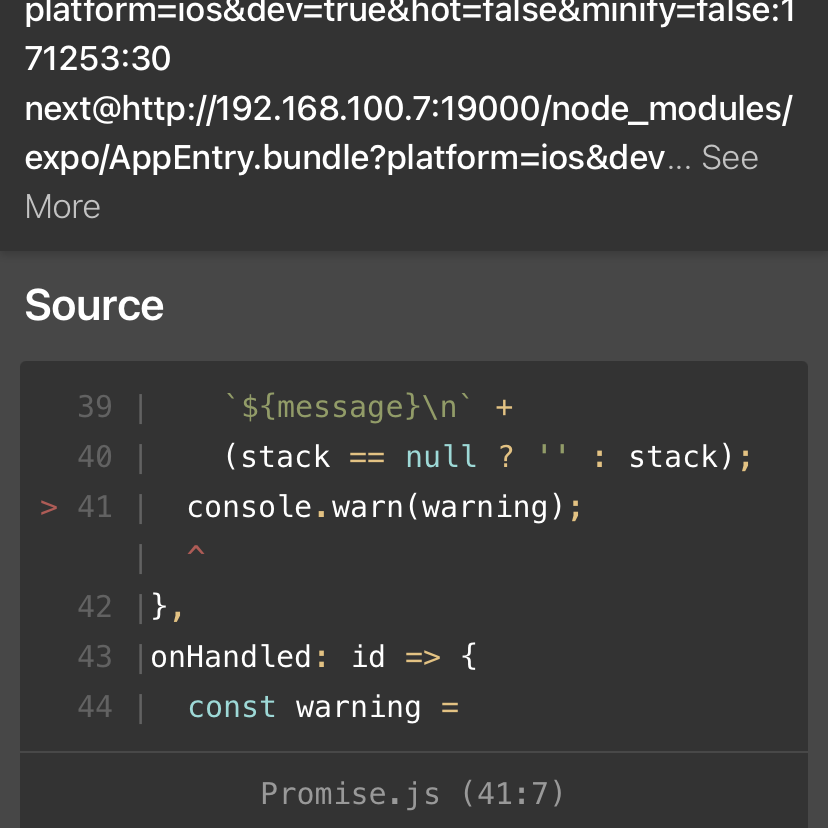 platform=ios&dev=true&hot=false&minify=false:1
71253:30
next@http://192.168.100.7:19000/node_modules/
expo/AppEntry.bundle?platform=ios&dev... See
More
Source
39 |     `${message}\n` +
40 |     (stack == null ? '' : stack);
> 41 |   console.warn(warning);
|   ^
42 | },
43 | onHandled: id => {
44 |   const warning =
Promise.js (41:7)